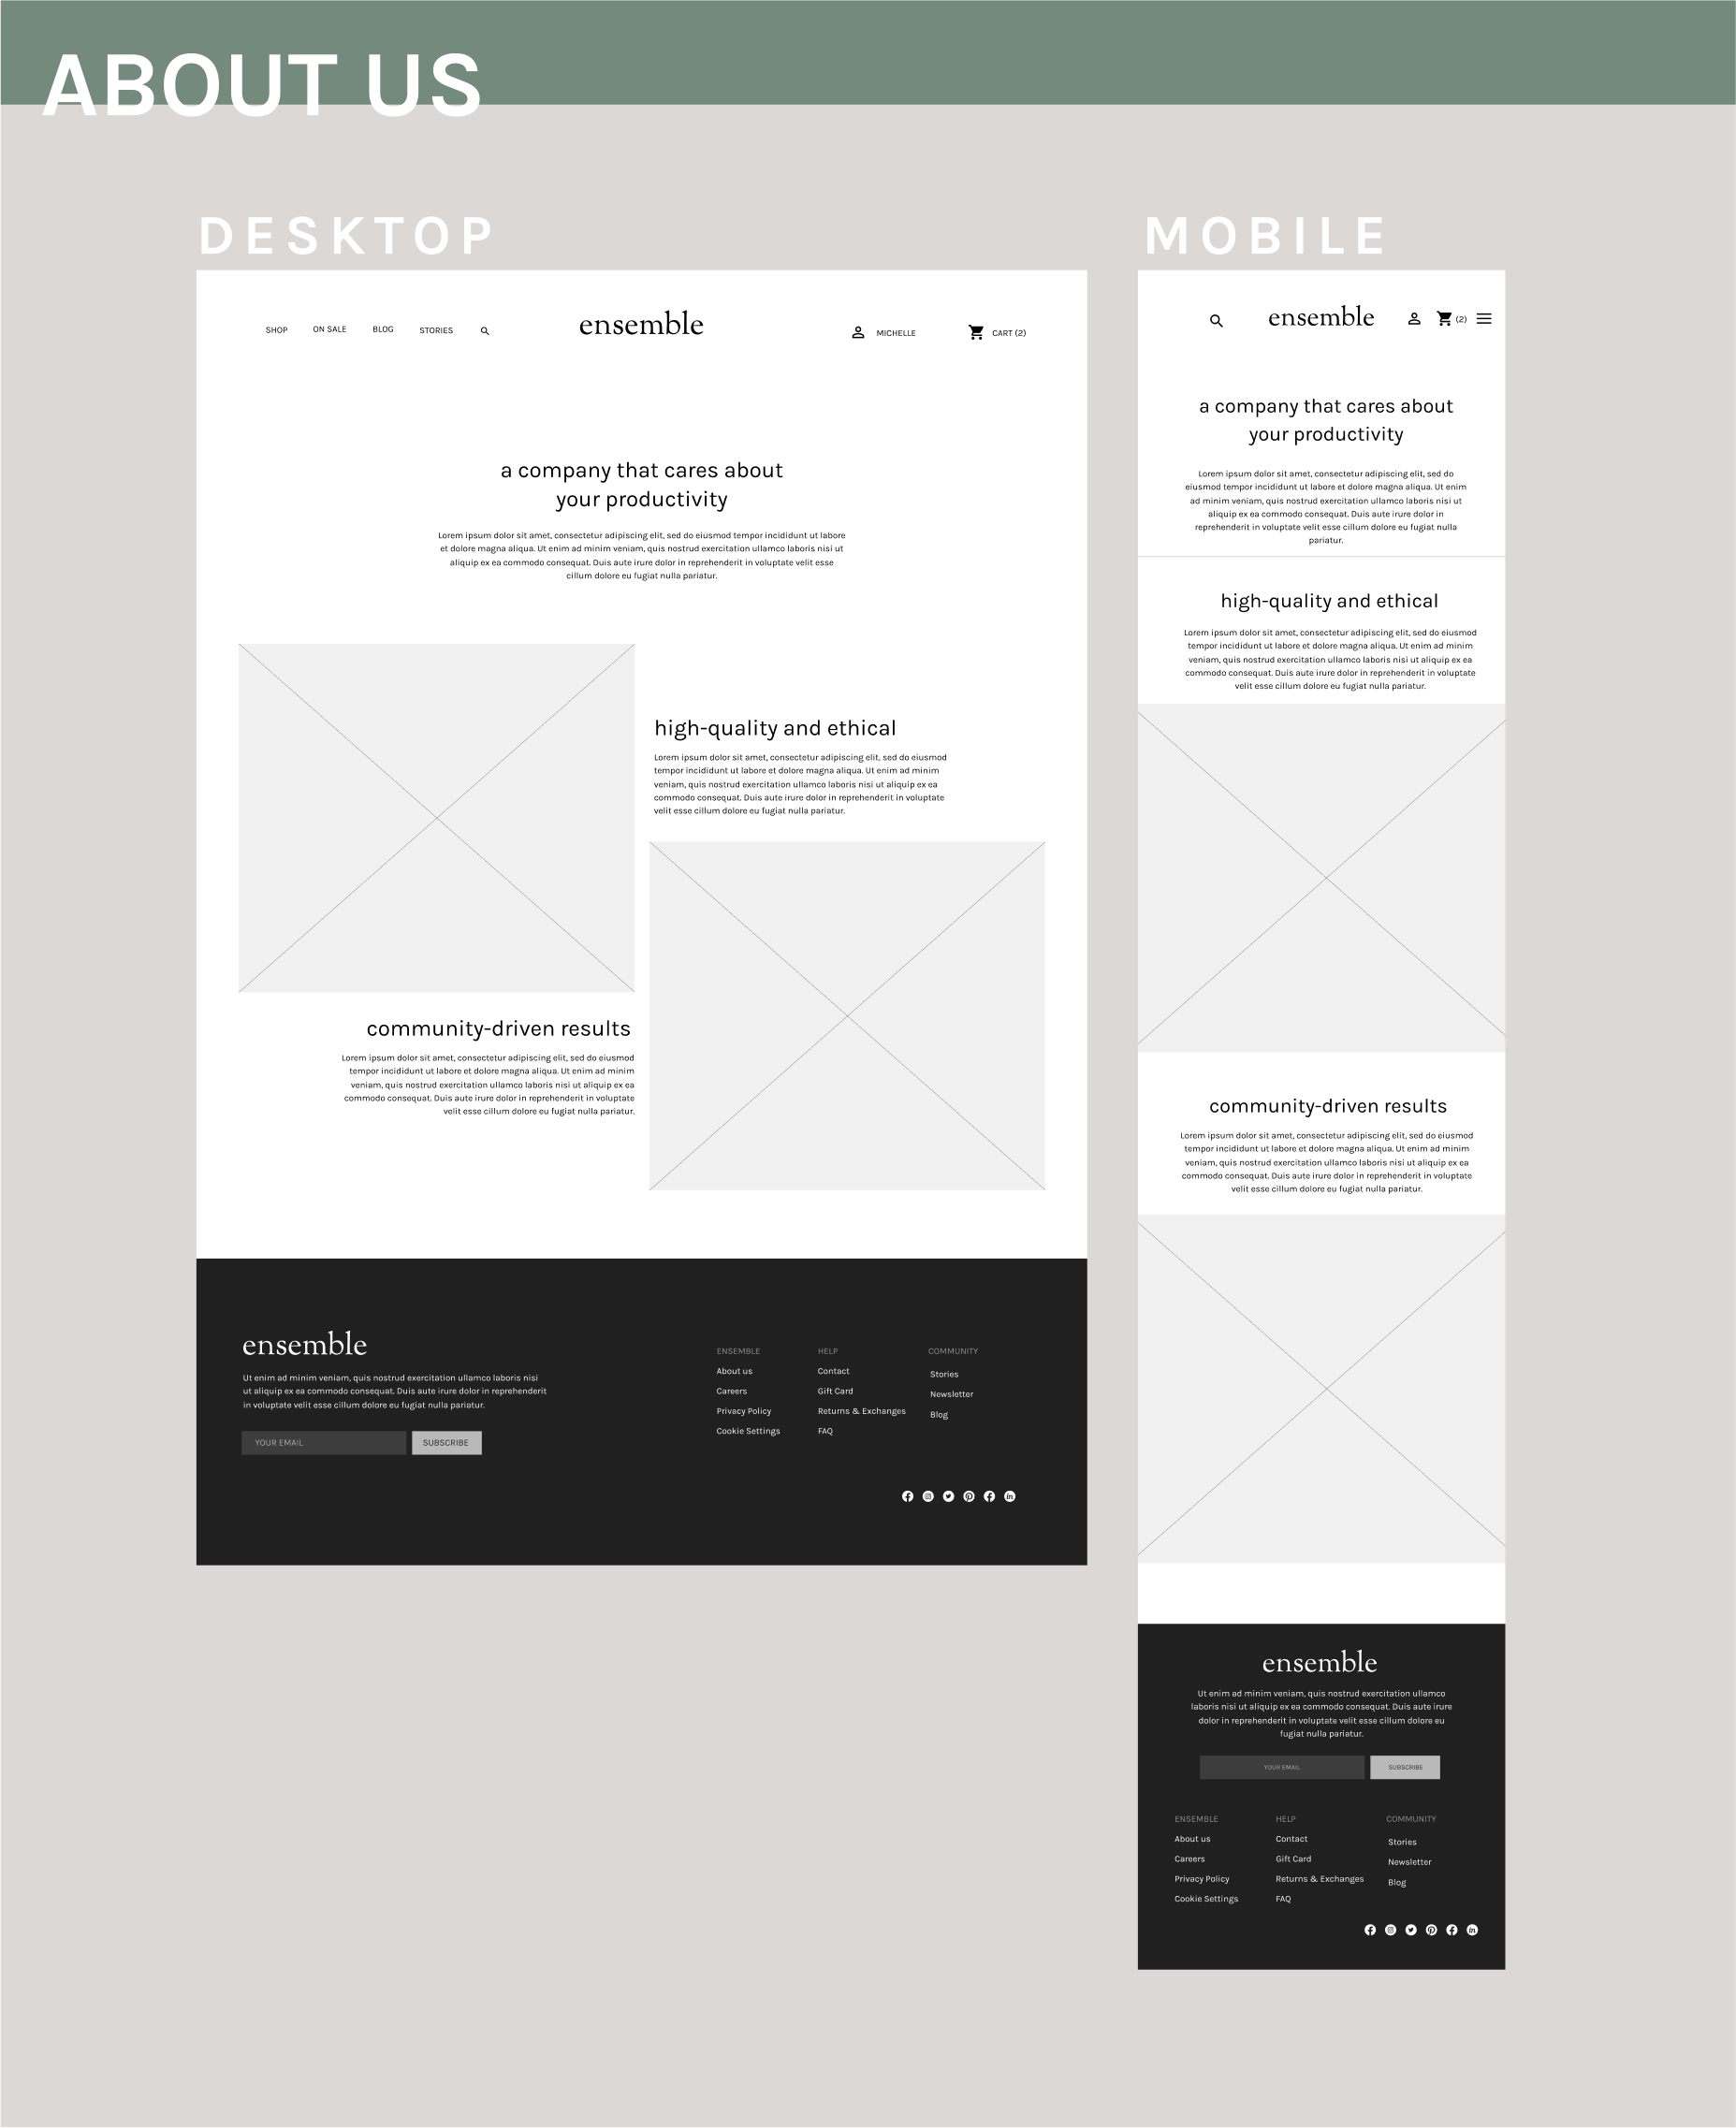 ABOUT US
DESKTOP
SHOP ON SALE BLOG STORIES
ensemble
MICHELLE CART (2)
a company that cares about
your productivity
Lorem ipsum dolor sit amet, consectetur adipiscing elit, sed do eiusmod tempor incididunt ut labore
et dolore magna aliqua. Ut enim ad minim veniam, quis nostrud exercitation ullamco laboris nisi ut
aliquip ex ea commodo consequat. Duis aute irure dolor in reprehenderit in voluptate velit esse
cillum dolore eu fugiat nulla pariatur.
high-quality and ethical
Lorem ipsum dolor sit amet, consectetur adipiscing elit, sed do eiusmod
tempor incididunt ut labore et dolore magna aliqua. Ut enim ad minim
veniam, quis nostrud exercitation ullamco laboris nisi ut aliquip ex ea
commodo consequat. Duis aute irure dolor in reprehenderit in voluptate
velit esse cillum dolore eu fugiat nulla pariatur.
community-driven results
Lorem ipsum dolor sit amet, consectetur adipiscing elit, sed do eiusmod
tempor incididunt ut labore et dolore magna aliqua. Ut enim ad minim
veniam, quis nostrud exercitation ullamco laboris nisi ut aliquip ex ea
commodo consequat. Duis aute irure dolor in reprehenderit in voluptate
velit esse cillum dolore eu fugiat nulla pariatur.
ensemble
Ut enim ad minim veniam, quis nostrud exercitation ullamco laboris nisi
ut aliquip ex ea commodo consequat. Duis aute irure dolor in reprehenderit
in voluptate velit esse cillum dolore eu fugiat nulla pariatur.
YOUR EMAIL SUBSCRIBE
ENSEMBLE
About us
Careers
Privacy Policy
Cookie Settings
HELP
Contact
Gift Card
Returns & Exchanges
FAQ
COMMUNITY
Stories
Newsletter
Blog
MOBILE
ensemble
(2)
a company that cares about
your productivity
Lorem ipsum dolor sit amet, consectetur adipiscing elit, sed do
eiusmod tempor incididunt ut labore et dolore magna aliqua. Ut enim
ad minim veniam, quis nostrud exercitation ullamco laboris nisi ut
aliquip ex ea commodo consequat. Duis aute irure dolor in
reprehenderit in voluptate velit esse cillum dolore eu fugiat nulla
pariatur.
high-quality and ethical
Lorem ipsum dolor sit amet, consectetur adipiscing elit, sed do eiusmod
tempor incididunt ut labore et dolore magna aliqua. Ut enim ad minim
veniam, quis nostrud exercitation ullamco laboris nisi ut aliquip ex ea
commodo consequat. Duis aute irure dolor in reprehenderit in voluptate
velit esse cillum dolore eu fugiat nulla pariatur.
community-driven results
Lorem ipsum dolor sit amet, consectetur adipiscing elit, sed do eiusmod
tempor incididunt ut labore et dolore magna aliqua. Ut enim ad minim
veniam, quis nostrud exercitation ullamco laboris nisi ut aliquip ex ea
commodo consequat. Duis aute irure dolor in reprehenderit in voluptate
velit esse cillum dolore eu fugiat nulla pariatur.
ensemble
Ut enim ad minim veniam, quis nostrud exercitation ullamco
laboris nisi ut aliquip ex ea commodo consequat. Duis aute irure
dolor in reprehenderit in voluptate velit esse cillum dolore eu
fugiat nulla pariatur.
YOUR EMAIL SUBSCRIBE
ENSEMBLE
About us
Careers
Privacy Policy
Cookie Settings
HELP
Contact
Gift Card
Returns & Exchanges
FAQ
COMMUNITY
Stories
Newsletter
Blog